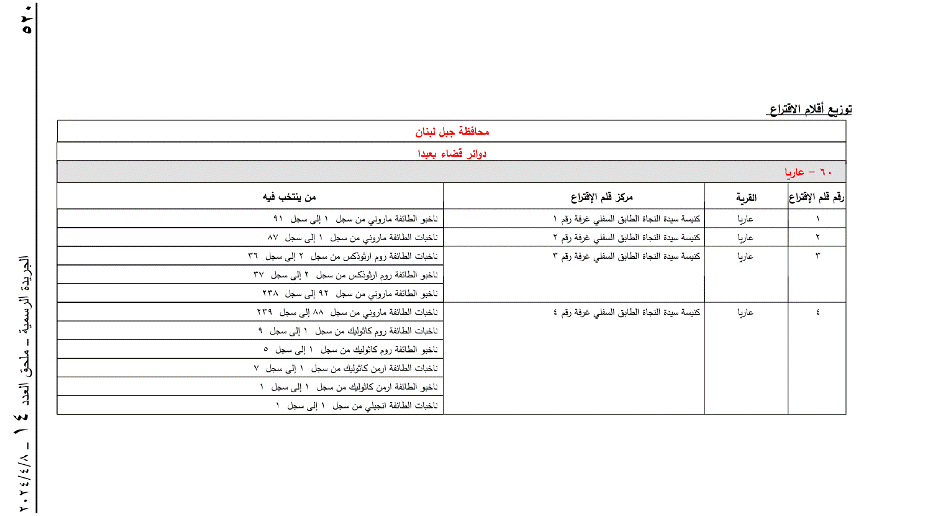 ٥٢٠
الجريدة الرسمية – ملحق العدد ١٤ – ٢٠٢٤/٤/٨
توزيع أقلام الاقتراع
محافظة جبل لبنان
دوائر قضاء بعبدا
٦٠ - عاريا
رقم قلم الإقتراع القرية مركز قلم الإقتراع من ينتخب فيه
١ عاريا كنيسة سيدة النجاة الطابق السفلي غرفة رقم ١ ناخبو الطائفة ماروني من سجل ١ إلى سجل ٩١
٢ عاريا كنيسة سيدة النجاة الطابق السفلي غرفة رقم ٢ ناخبات الطائفة ماروني من سجل ١ إلى سجل ٨٧
٣ عاريا كنيسة سيدة النجاة الطابق السفلي غرفة رقم ٣ ناخبات الطائفة روم ارثوذكس من سجل ٢ إلى سجل ٣٦
ناخبو الطائفة روم ارثوذكس من سجل ٢ إلى سجل ٣٧
ناخبو الطائفة ماروني من سجل ٩٢ إلى سجل ٢٣٨
٤ عاريا كنيسة سيدة النجاة الطابق السفلي غرفة رقم ٤ ناخبات الطائفة ماروني من سجل ٨٨ إلى سجل ٢٣٩
ناخبات الطائفة روم كاثوليك من سجل ١ إلى سجل ٩
ناخبو الطائفة روم كاثوليك من سجل ١ إلى سجل ٥
ناخبات الطائفة ارمن كاثوليك من سجل ١ إلى سجل ٧
ناخبو الطائفة ارمن كاثوليك من سجل ١ إلى سجل ١
ناخبات الطائفة انجيلي من سجل ١ إلى سجل ١